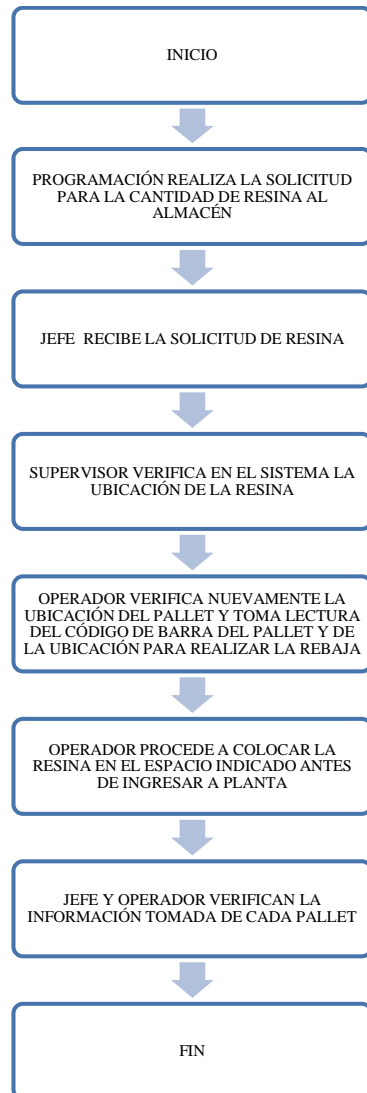 INICIO
PROGRAMACIÓN REALIZA LA SOLICITUD
PARA LA CANTIDAD DE RESINA AL
ALMACÉN
JEFE  RECIBE LA SOLICITUD DE RESINA
SUPERVISOR VERIFICA EN EL SISTEMA LA
UBICACIÓN DE LA RESINA
OPERADOR VERIFICA NUEVAMENTE LA
UBICACIÓN DEL PALLET Y TOMA LECTURA
DEL CÓDIGO DE BARRA DEL PALLET Y DE
LA UBICACIÓN PARA REALIZAR LA REBAJA
OPERADOR PROCEDE A COLOCAR LA
RESINA EN EL ESPACIO INDICADO ANTES
DE INGRESAR A PLANTA
JEFE Y OPERADOR VERIFICAN LA
INFORMACIÓN TOMADA DE CADA PALLET
FIN